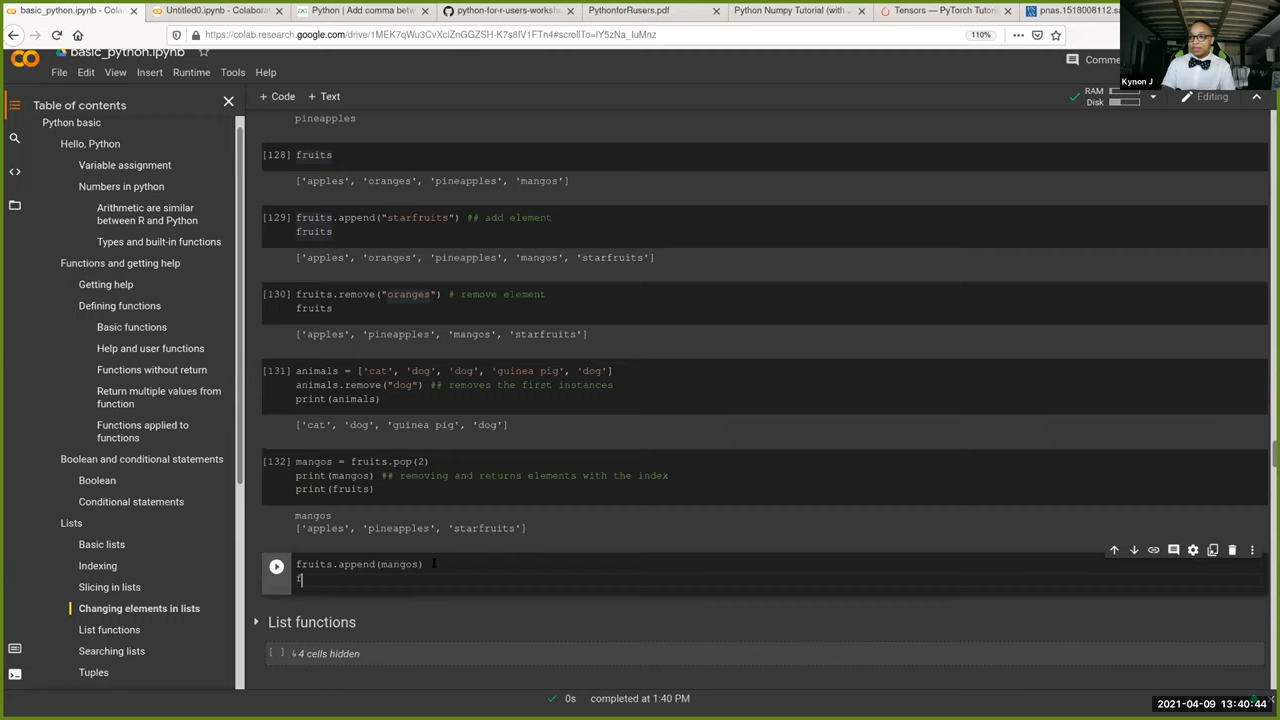 basic_python.ipynb - Colab
Untitled0.ipynb - Colaborat
Python | Add comma betwe
python-for-r-users-worksho
PythonforRusers.pdf
Python Numpy Tutorial (with
Tensors — PyTorch Tutoria
pnas.1518008112.sa
https://colab.research.google.com/drive/1MEK7qWu3CvXciZnGGZSH-K7s8IV1FTn4#scrollTo=iY5zNa_luMnz
110%
Kynon J
basic_python.ipynb
File Edit View Insert Runtime Tools Help
Comme
+ Code + Text
RAM
Disk
Editing
Table of contents
Python basic
Hello, Python
Variable assignment
Numbers in python
Arithmetic are similar
between R and Python
Types and built-in functions
Functions and getting help
Getting help
Defining functions
Basic functions
Help and user functions
Functions without return
Return multiple values from
function
Functions applied to
functions
Boolean and conditional statements
Boolean
Conditional statements
Lists
Basic lists
Indexing
Slicing in lists
Changing elements in lists
List functions
Searching lists
Tuples
pineapples
[128] fruits
['apples', 'oranges', 'pineapples', 'mangos']
[129] fruits.append("starfruits") ## add element
fruits
['apples', 'oranges', 'pineapples', 'mangos', 'starfruits']
[130] fruits.remove("oranges") # remove element
fruits
['apples', 'pineapples', 'mangos', 'starfruits']
[131] animals = ['cat', 'dog', 'dog', 'guinea pig', 'dog']
animals.remove("dog") ## removes the first instances
print(animals)
['cat', 'dog', 'guinea pig', 'dog']
[132] mangos = fruits.pop(2)
print(mangos) ## removing and returns elements with the index
print(fruits)
mangos
['apples', 'pineapples', 'starfruits']
fruits.append(mangos)
f
List functions
[ ] ↳ 4 cells hidden
0s completed at 1:40 PM
2021-04-09 13:40:44